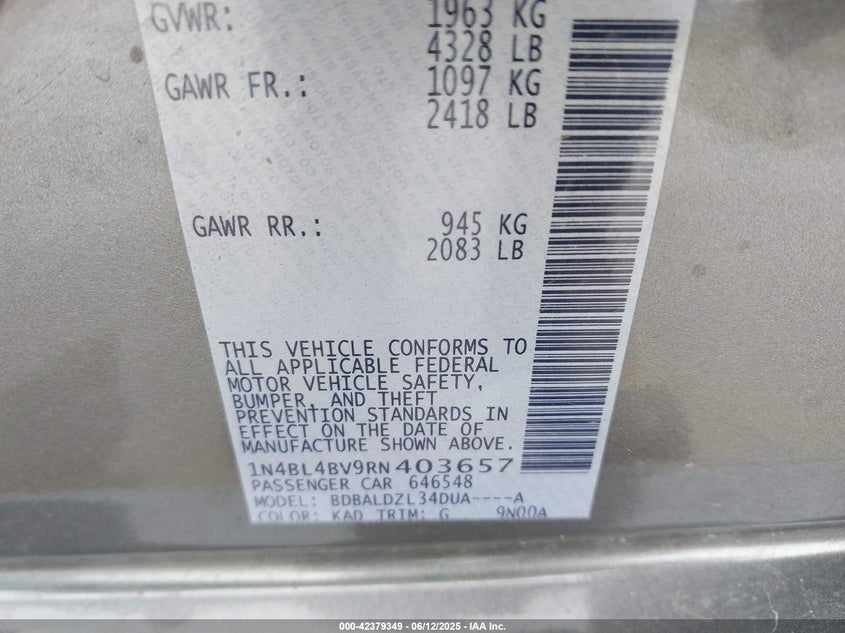 GVWR: 1963 KG
4328 LB
GAWR FR.: 1097 KG
2418 LB
GAWR RR.: 945 KG
2083 LB
THIS VEHICLE CONFORMS TO
ALL APPLICABLE FEDERAL
MOTOR VEHICLE SAFETY,
BUMPER, AND THEFT
PREVENTION STANDARDS IN
EFFECT ON THE DATE OF
MANUFACTURE SHOWN ABOVE.
1N4BL4BV9RN403657
PASSENGER CAR 646548
MODEL: BDBALDZL34DUA----A
COLOR: KAD TRIM: G 9N00A
000-42379349 - 06/12/2025 - IAA Inc.